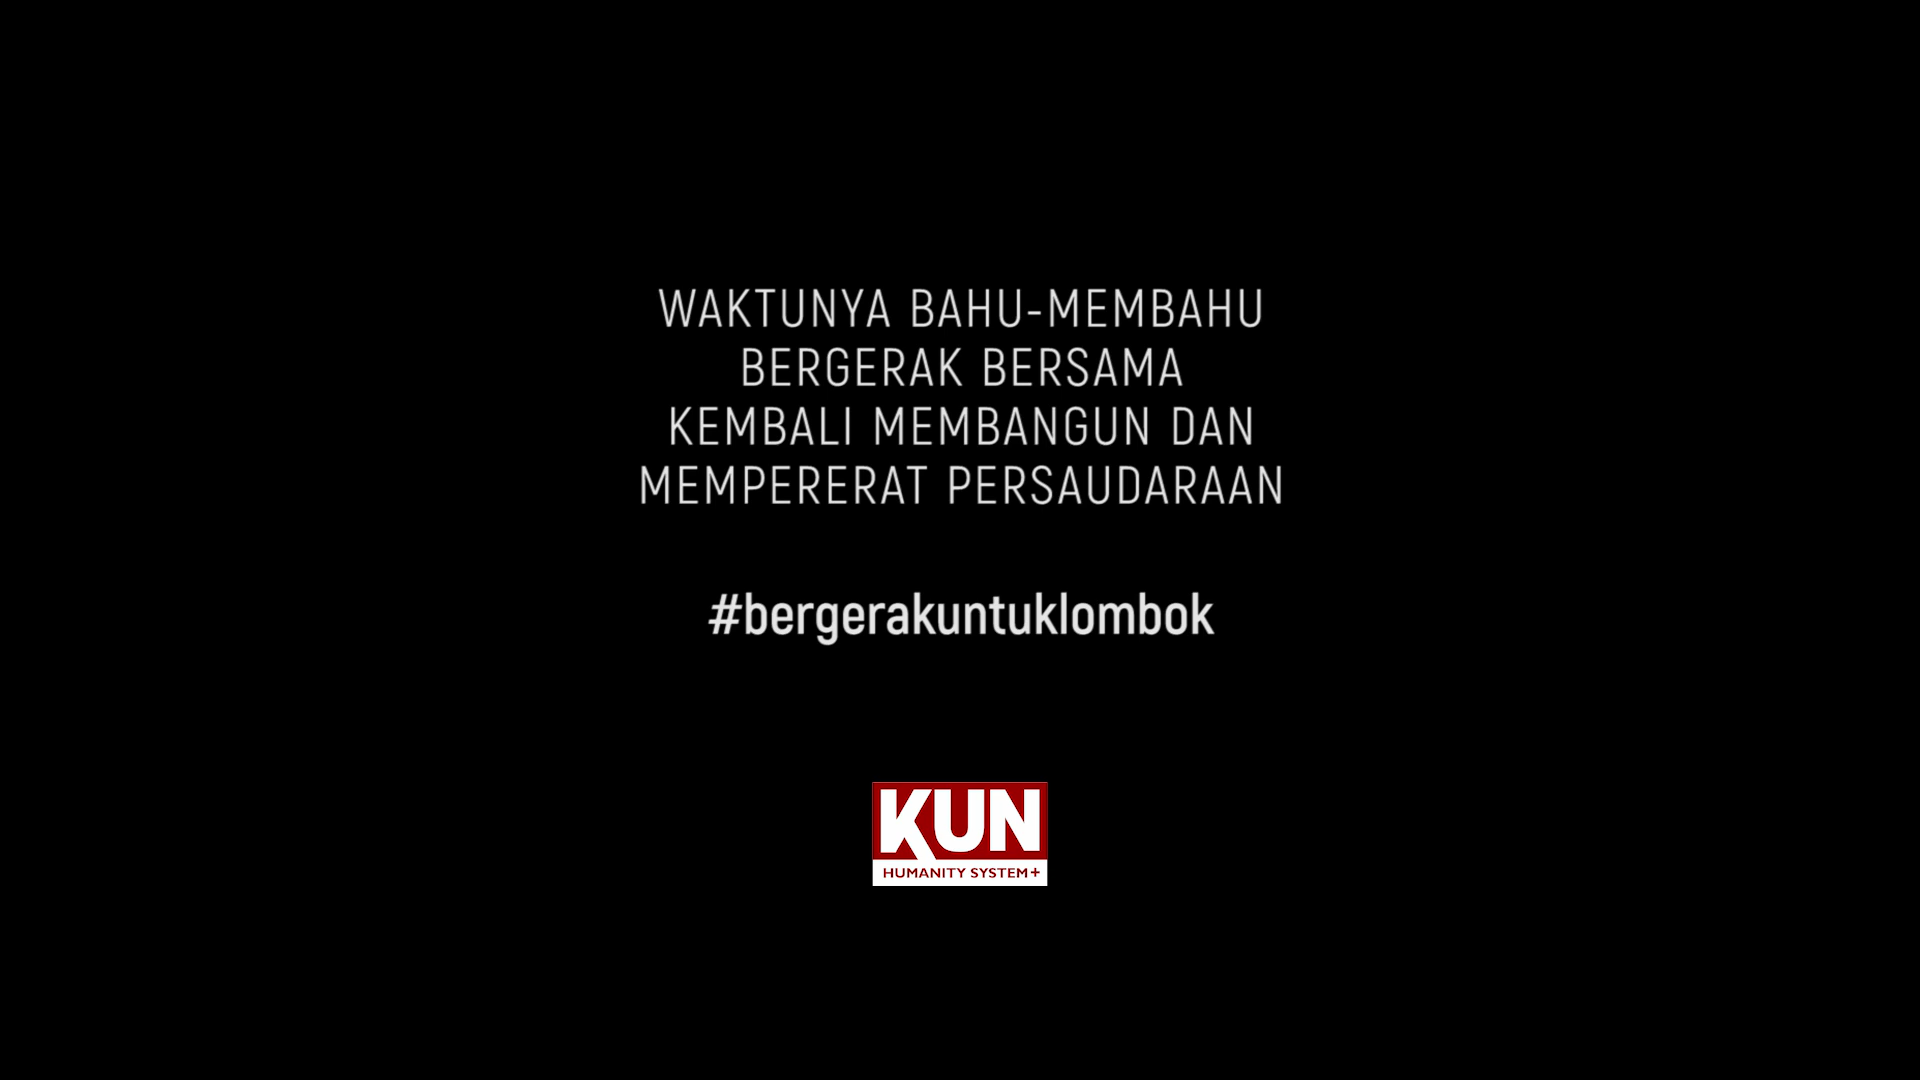 WAKTUNYA BAHU-MEMBAHU
BERGERAK BERSAMA
KEMBALI MEMBANGUN DAN
MEMPERERAT PERSAUDARAAN
#bergerakuntuklombok
KUN
HUMANITY SYSTEM+